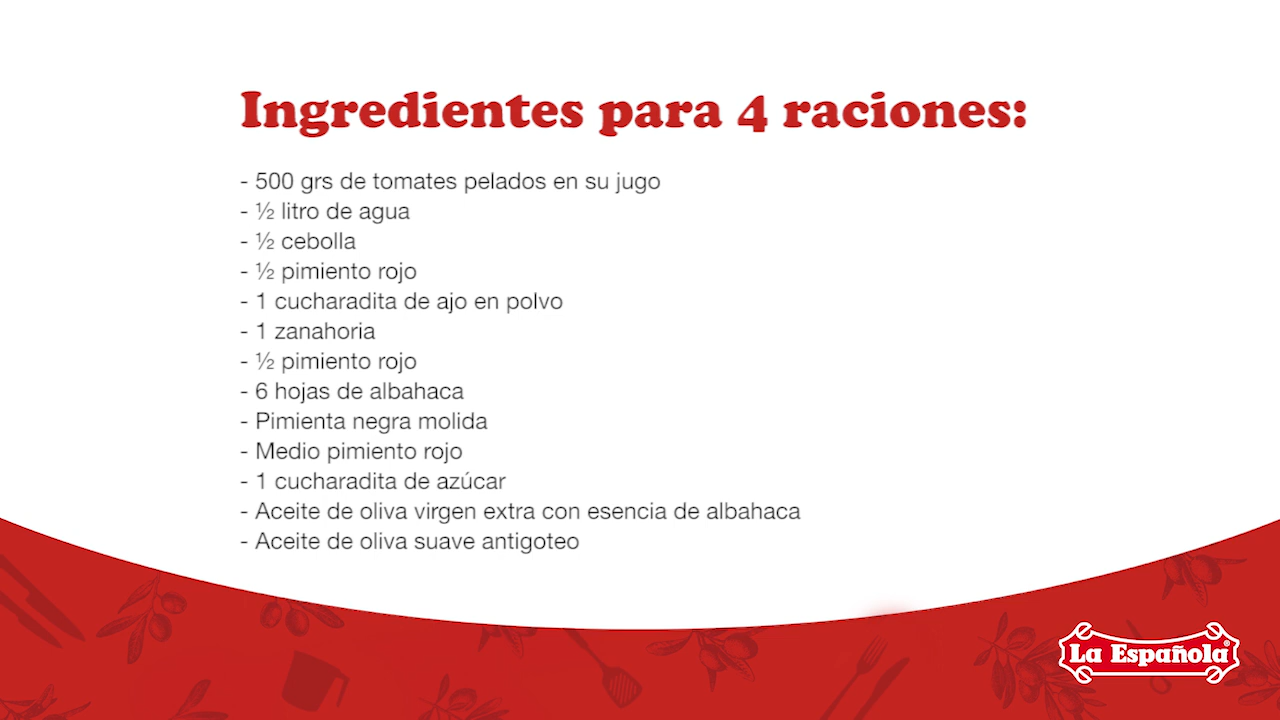 Ingredientes para 4 raciones:
- 500 grs de tomates pelados en su jugo
- ½ litro de agua
- ½ cebolla
- ½ pimiento rojo
- 1 cucharadita de ajo en polvo
- 1 zanahoria
- ½ pimiento rojo
- 6 hojas de albahaca
- Pimienta negra molida
- Medio pimiento rojo
- 1 cucharadita de azúcar
- Aceite de oliva virgen extra con esencia de albahaca
- Aceite de oliva suave antigoteo
La Española®